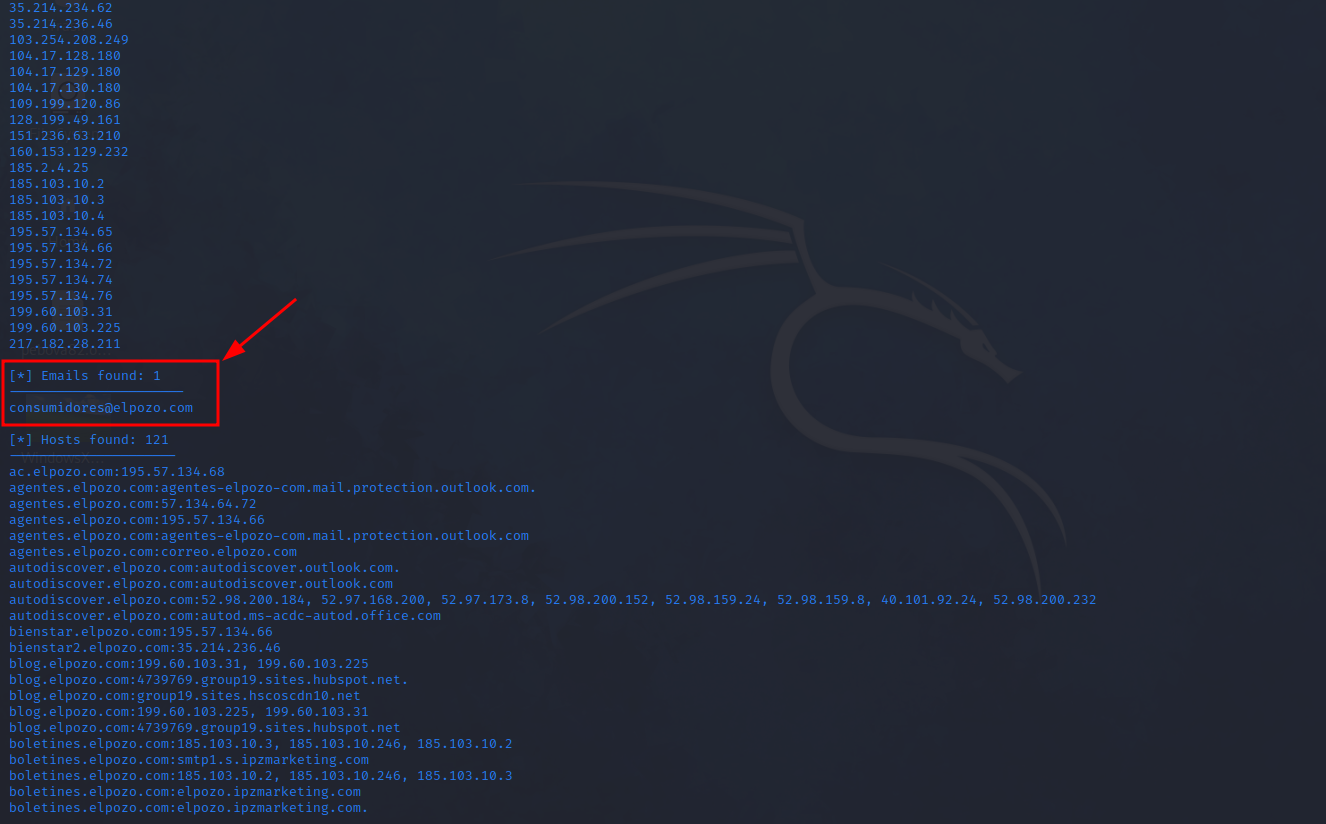 35.214.234.62
35.214.236.46
103.254.208.249
104.17.128.180
104.17.129.180
104.17.130.180
109.199.120.86
128.199.49.161
151.236.63.210
160.153.129.232
185.2.4.25
185.103.10.2
185.103.10.3
185.103.10.4
195.57.134.65
195.57.134.66
195.57.134.72
195.57.134.74
195.57.134.76
199.60.103.31
199.60.103.225
217.182.28.211
[*] Emails found: 1
consumidores@elpozo.com
[*] Hosts found: 121
ac.elpozo.com:195.57.134.68
agentes.elpozo.com:agentes-elpozo-com.mail.protection.outlook.com.
agentes.elpozo.com:57.134.64.72
agentes.elpozo.com:195.57.134.66
agentes.elpozo.com:agentes-elpozo-com.mail.protection.outlook.com
agentes.elpozo.com:correo.elpozo.com
autodiscover.elpozo.com:autodiscover.outlook.com.
autodiscover.elpozo.com:autodiscover.outlook.com
autodiscover.elpozo.com:52.98.200.184, 52.97.168.200, 52.97.173.8, 52.98.200.152, 52.98.159.24, 52.98.159.8, 40.101.92.24, 52.98.200.232
autodiscover.elpozo.com:autod.ms-acdc-autod.office.com
bienstar.elpozo.com:195.57.134.66
bienstar2.elpozo.com:35.214.236.46
blog.elpozo.com:199.60.103.31, 199.60.103.225
blog.elpozo.com:4739769.group19.sites.hubspot.net.
blog.elpozo.com:group19.sites.hscoscdn10.net
blog.elpozo.com:199.60.103.225, 199.60.103.31
blog.elpozo.com:4739769.group19.sites.hubspot.net
boletines.elpozo.com:185.103.10.3, 185.103.10.246, 185.103.10.2
boletines.elpozo.com:smtp1.s.ipzmarketing.com
boletines.elpozo.com:185.103.10.2, 185.103.10.246, 185.103.10.3
boletines.elpozo.com:elpozo.ipzmarketing.com
boletines.elpozo.com:elpozo.ipzmarketing.com.